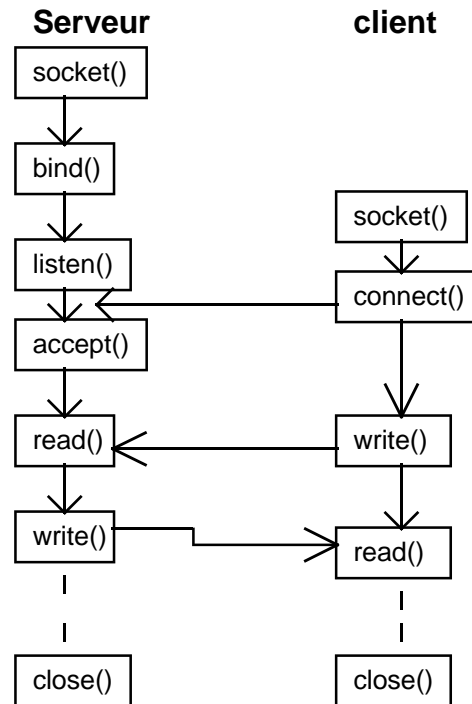 Serveur
socket()
bind()
listen()
accept()
read()
write()
close()
client
socket()
connect()
write()
read()
close()